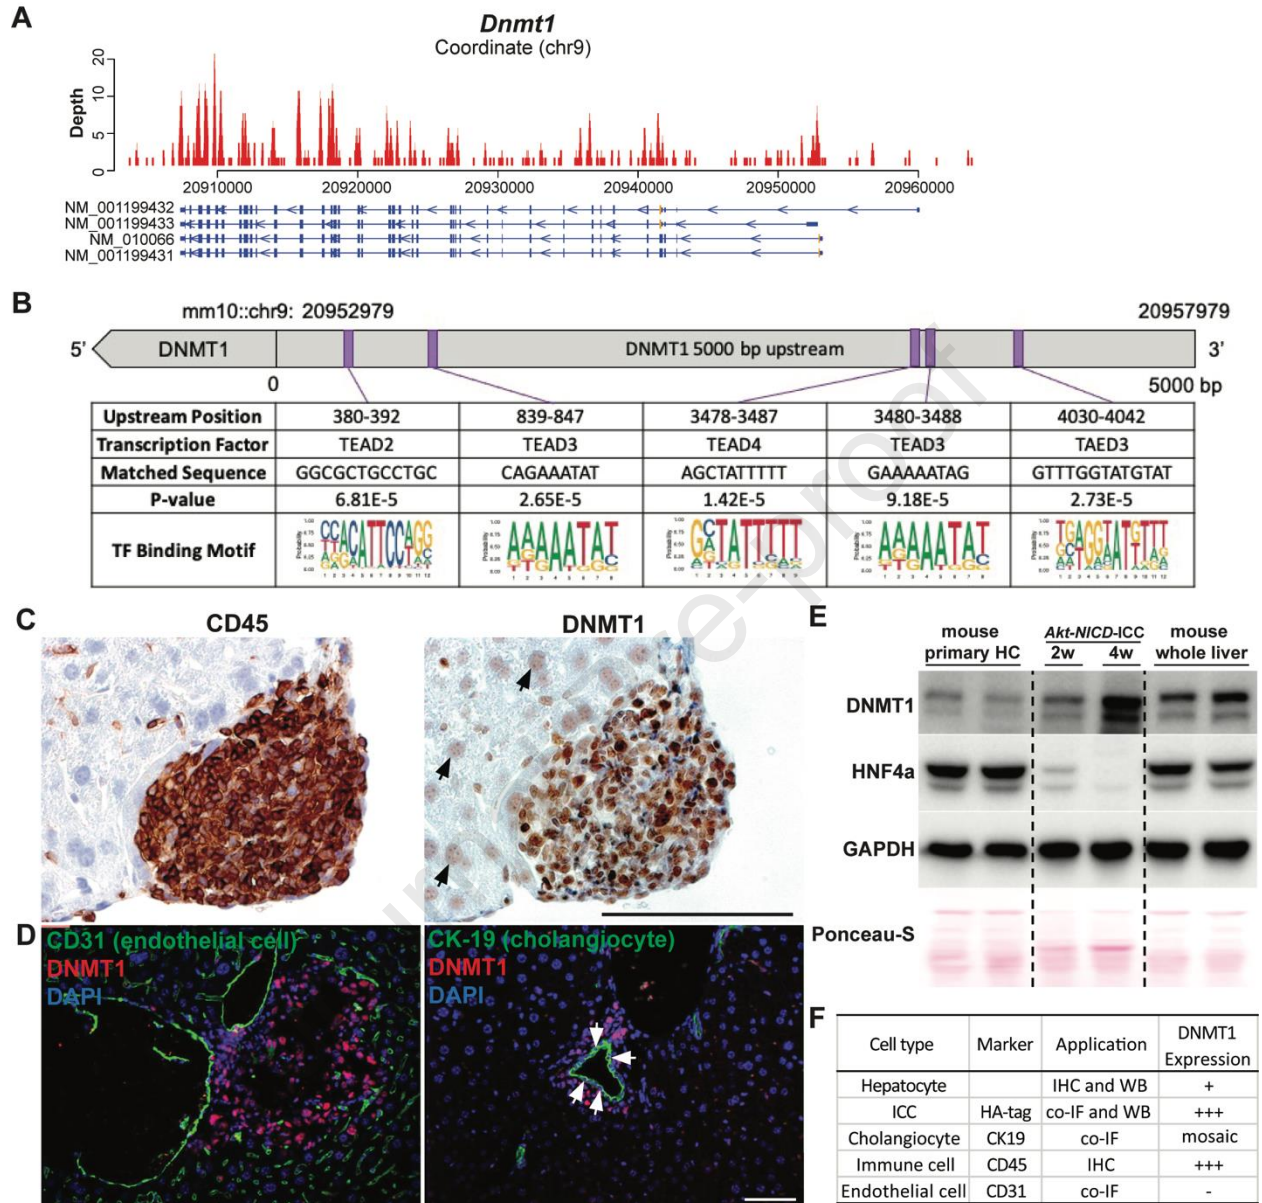 A
Dnmt1
Coordinate (chr9)
Depth
20
10
5
0
20910000 20920000 20930000 20940000 20950000 20960000
NM_001199432
NM_001199433
NM_010066
NM_001199431
B
mm10::chr9: 20952979 20957979
5' DNMT1 DNMT1 5000 bp upstream 3'
0 5000 bp
Upstream Position 380-392 839-847 3478-3487 3480-3488 4030-4042
Transcription Factor TEAD2 TEAD3 TEAD4 TEAD3 TAED3
Matched Sequence GGCGCTGCCTGC CAGAAATAT AGCTATTTTT GAAAAATAG GTTTGGTATGTAT
P-value 6.81E-5 2.65E-5 1.42E-5 9.18E-5 2.73E-5
TF Binding Motif
C
CD45 DNMT1
D
CD31 (endothelial cell)
DNMT1
DAPI
CK-19 (cholangiocyte)
DNMT1
DAPI
E
mouse primary HC
Akt-NICD-ICC
2w 4w
mouse whole liver
DNMT1
HNF4a
GAPDH
Ponceau-S
F
Cell type Marker Application DNMT1 Expression
Hepatocyte IHC and WB +
ICC HA-tag co-IF and WB +++
Cholangiocyte CK19 co-IF mosaic
Immune cell CD45 IHC +++
Endothelial cell CD31 co-IF -